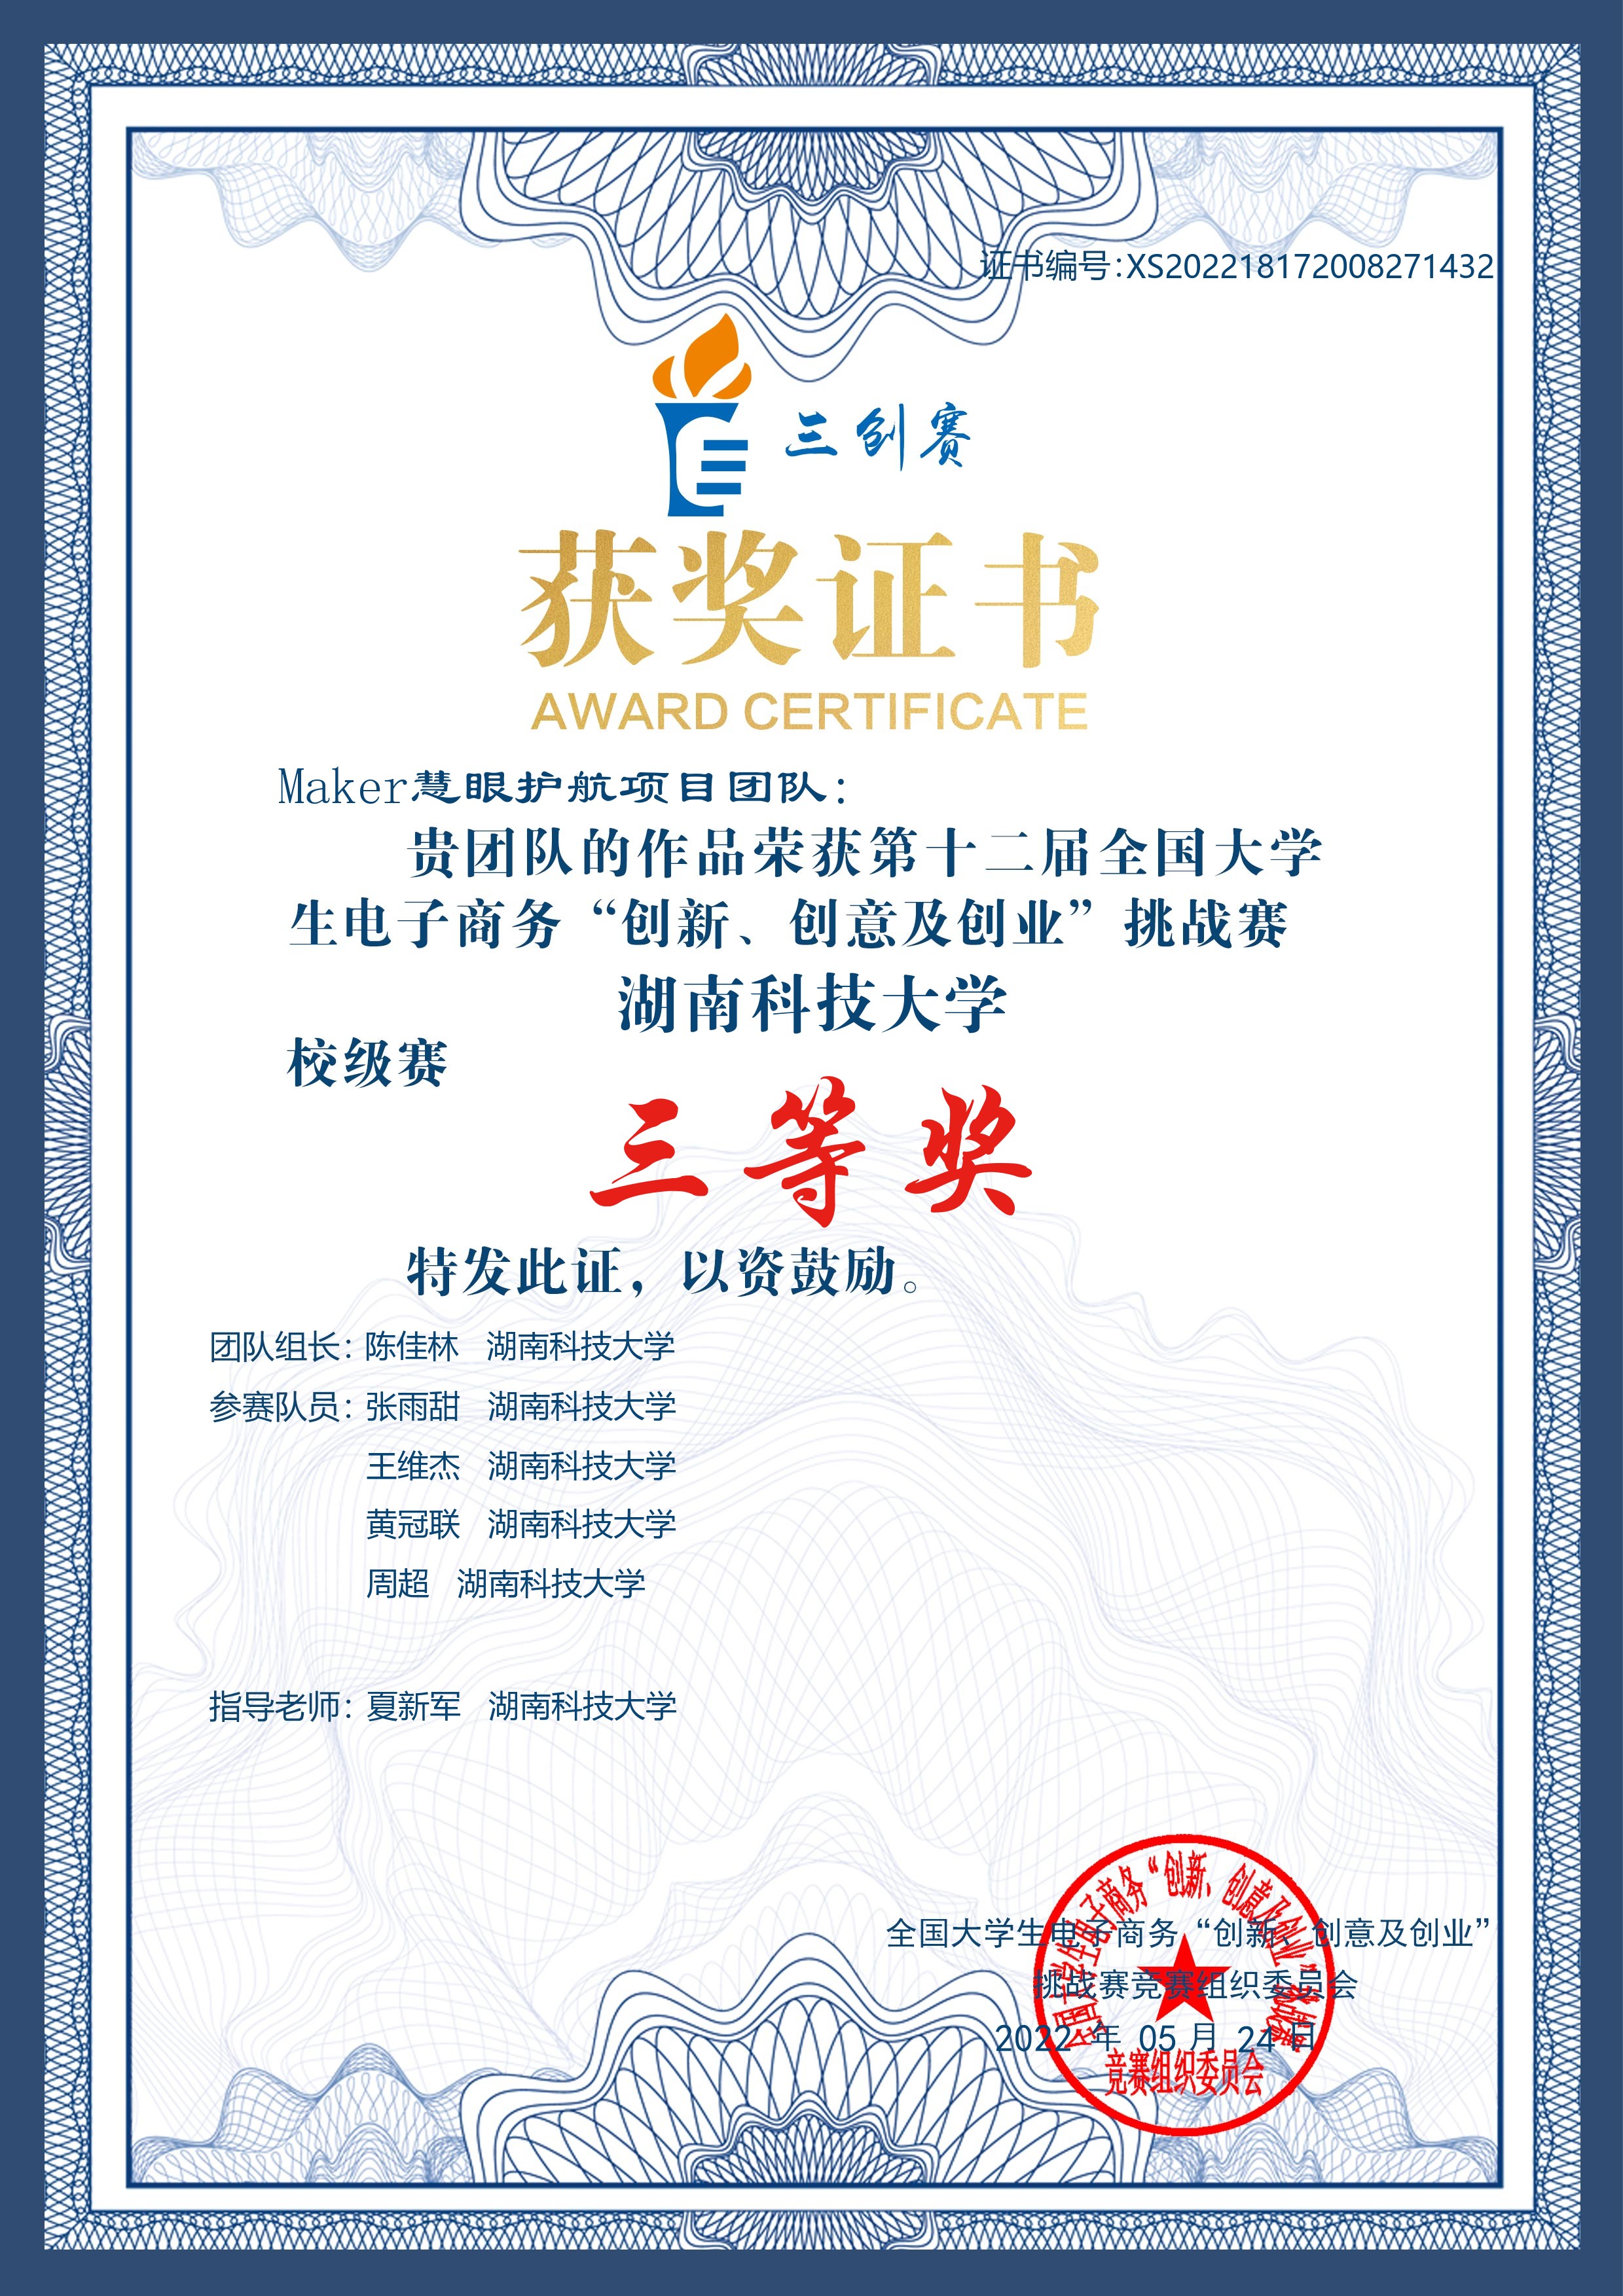 证书编号:XS202218172008271432
三创赛
获奖证书
AWARD CERTIFICATE
Maker慧眼护航项目团队:
贵团队的作品荣获第十二届全国大学
生电子商务“创新、创意及创业”挑战赛
湖南科技大学
校级赛
三等奖
特发此证，以资鼓励。
团队组长：陈佳林 湖南科技大学
参赛队员：张雨甜 湖南科技大学
王维杰 湖南科技大学
黄冠联 湖南科技大学
周超 湖南科技大学
指导老师：夏新军 湖南科技大学
全国大学生电子商务“创新、创意及创业”
挑战赛竞赛组织委员会
2022 年 05 月 24 日
全国大学生电子商务“创新、创意及创业”挑战赛
竞赛组织委员会